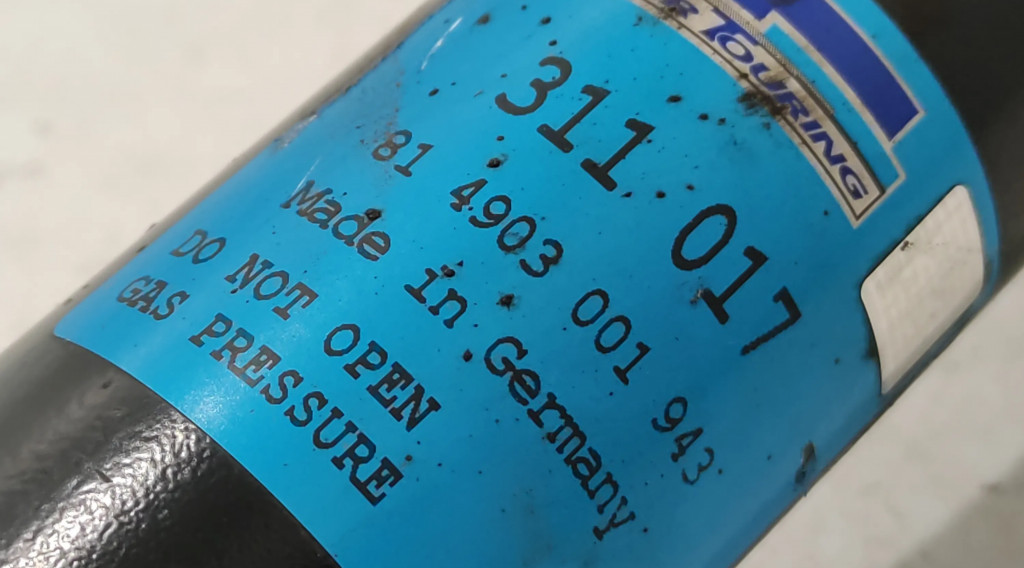 TOURING
311 017
81 4903 001 943
Made in Germany
DO NOT OPEN
GAS PRESSURE